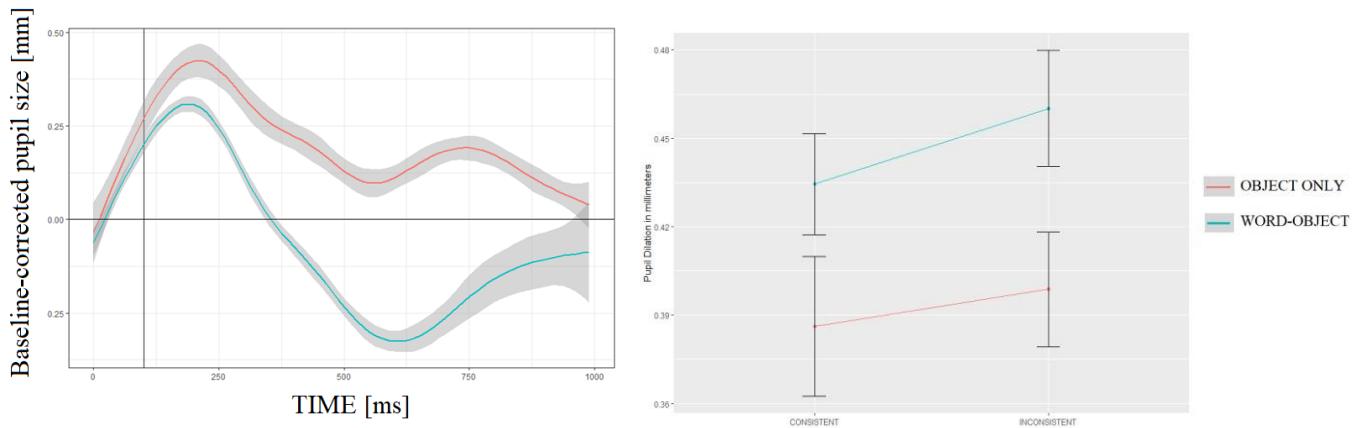 Baseline-corrected pupil size [mm]
0.50
0.25
0.00
0.25
0
250
500
750
1000
TIME [ms]
Pupil Dilation in millimeters
0.48
0.45
0.42
0.39
0.36
CONSISTENT
INCONSISTENT
OBJECT ONLY
WORD-OBJECT